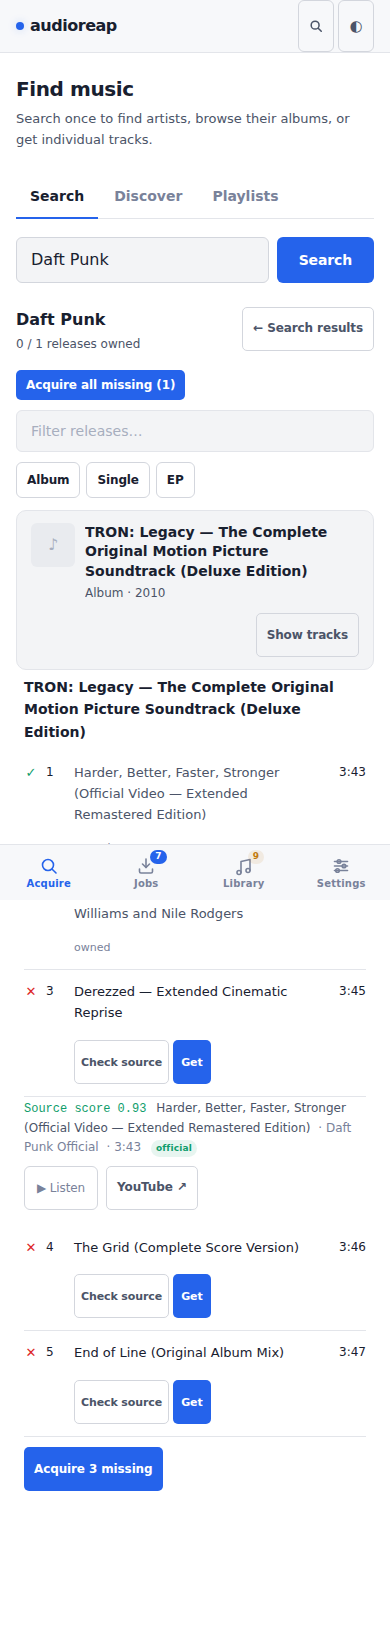 audioreap
Find music
Search once to find artists, browse their albums, or
get individual tracks.
Search Discover Playlists
Daft Punk Search
Daft Punk
0 / 1 releases owned
← Search results
Acquire all missing (1)
Filter releases…
Album Single EP
TRON: Legacy — The Complete
Original Motion Picture
Soundtrack (Deluxe Edition)
Album · 2010
Show tracks
TRON: Legacy — The Complete Original
Motion Picture Soundtrack (Deluxe
Edition)
✓ 1 Harder, Better, Faster, Stronger 3:43
(Official Video — Extended
Remastered Edition)
7 9
Acquire Jobs Library Settings
Williams and Nile Rodgers
owned
✕ 3 Derezzed — Extended Cinematic 3:45
Reprise
Check source Get
Source score 0.93 Harder, Better, Faster, Stronger
(Official Video — Extended Remastered Edition) · Daft
Punk Official · 3:43 official
▶ Listen YouTube ↗
✕ 4 The Grid (Complete Score Version) 3:46
Check source Get
✕ 5 End of Line (Original Album Mix) 3:47
Check source Get
Acquire 3 missing